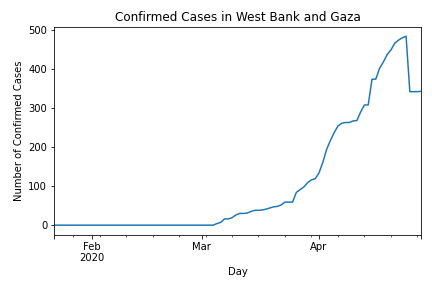 Confirmed Cases in West Bank and Gaza
Number of Confirmed Cases
500
400
300
200
100
0
Feb
2020
Mar
Apr
Day